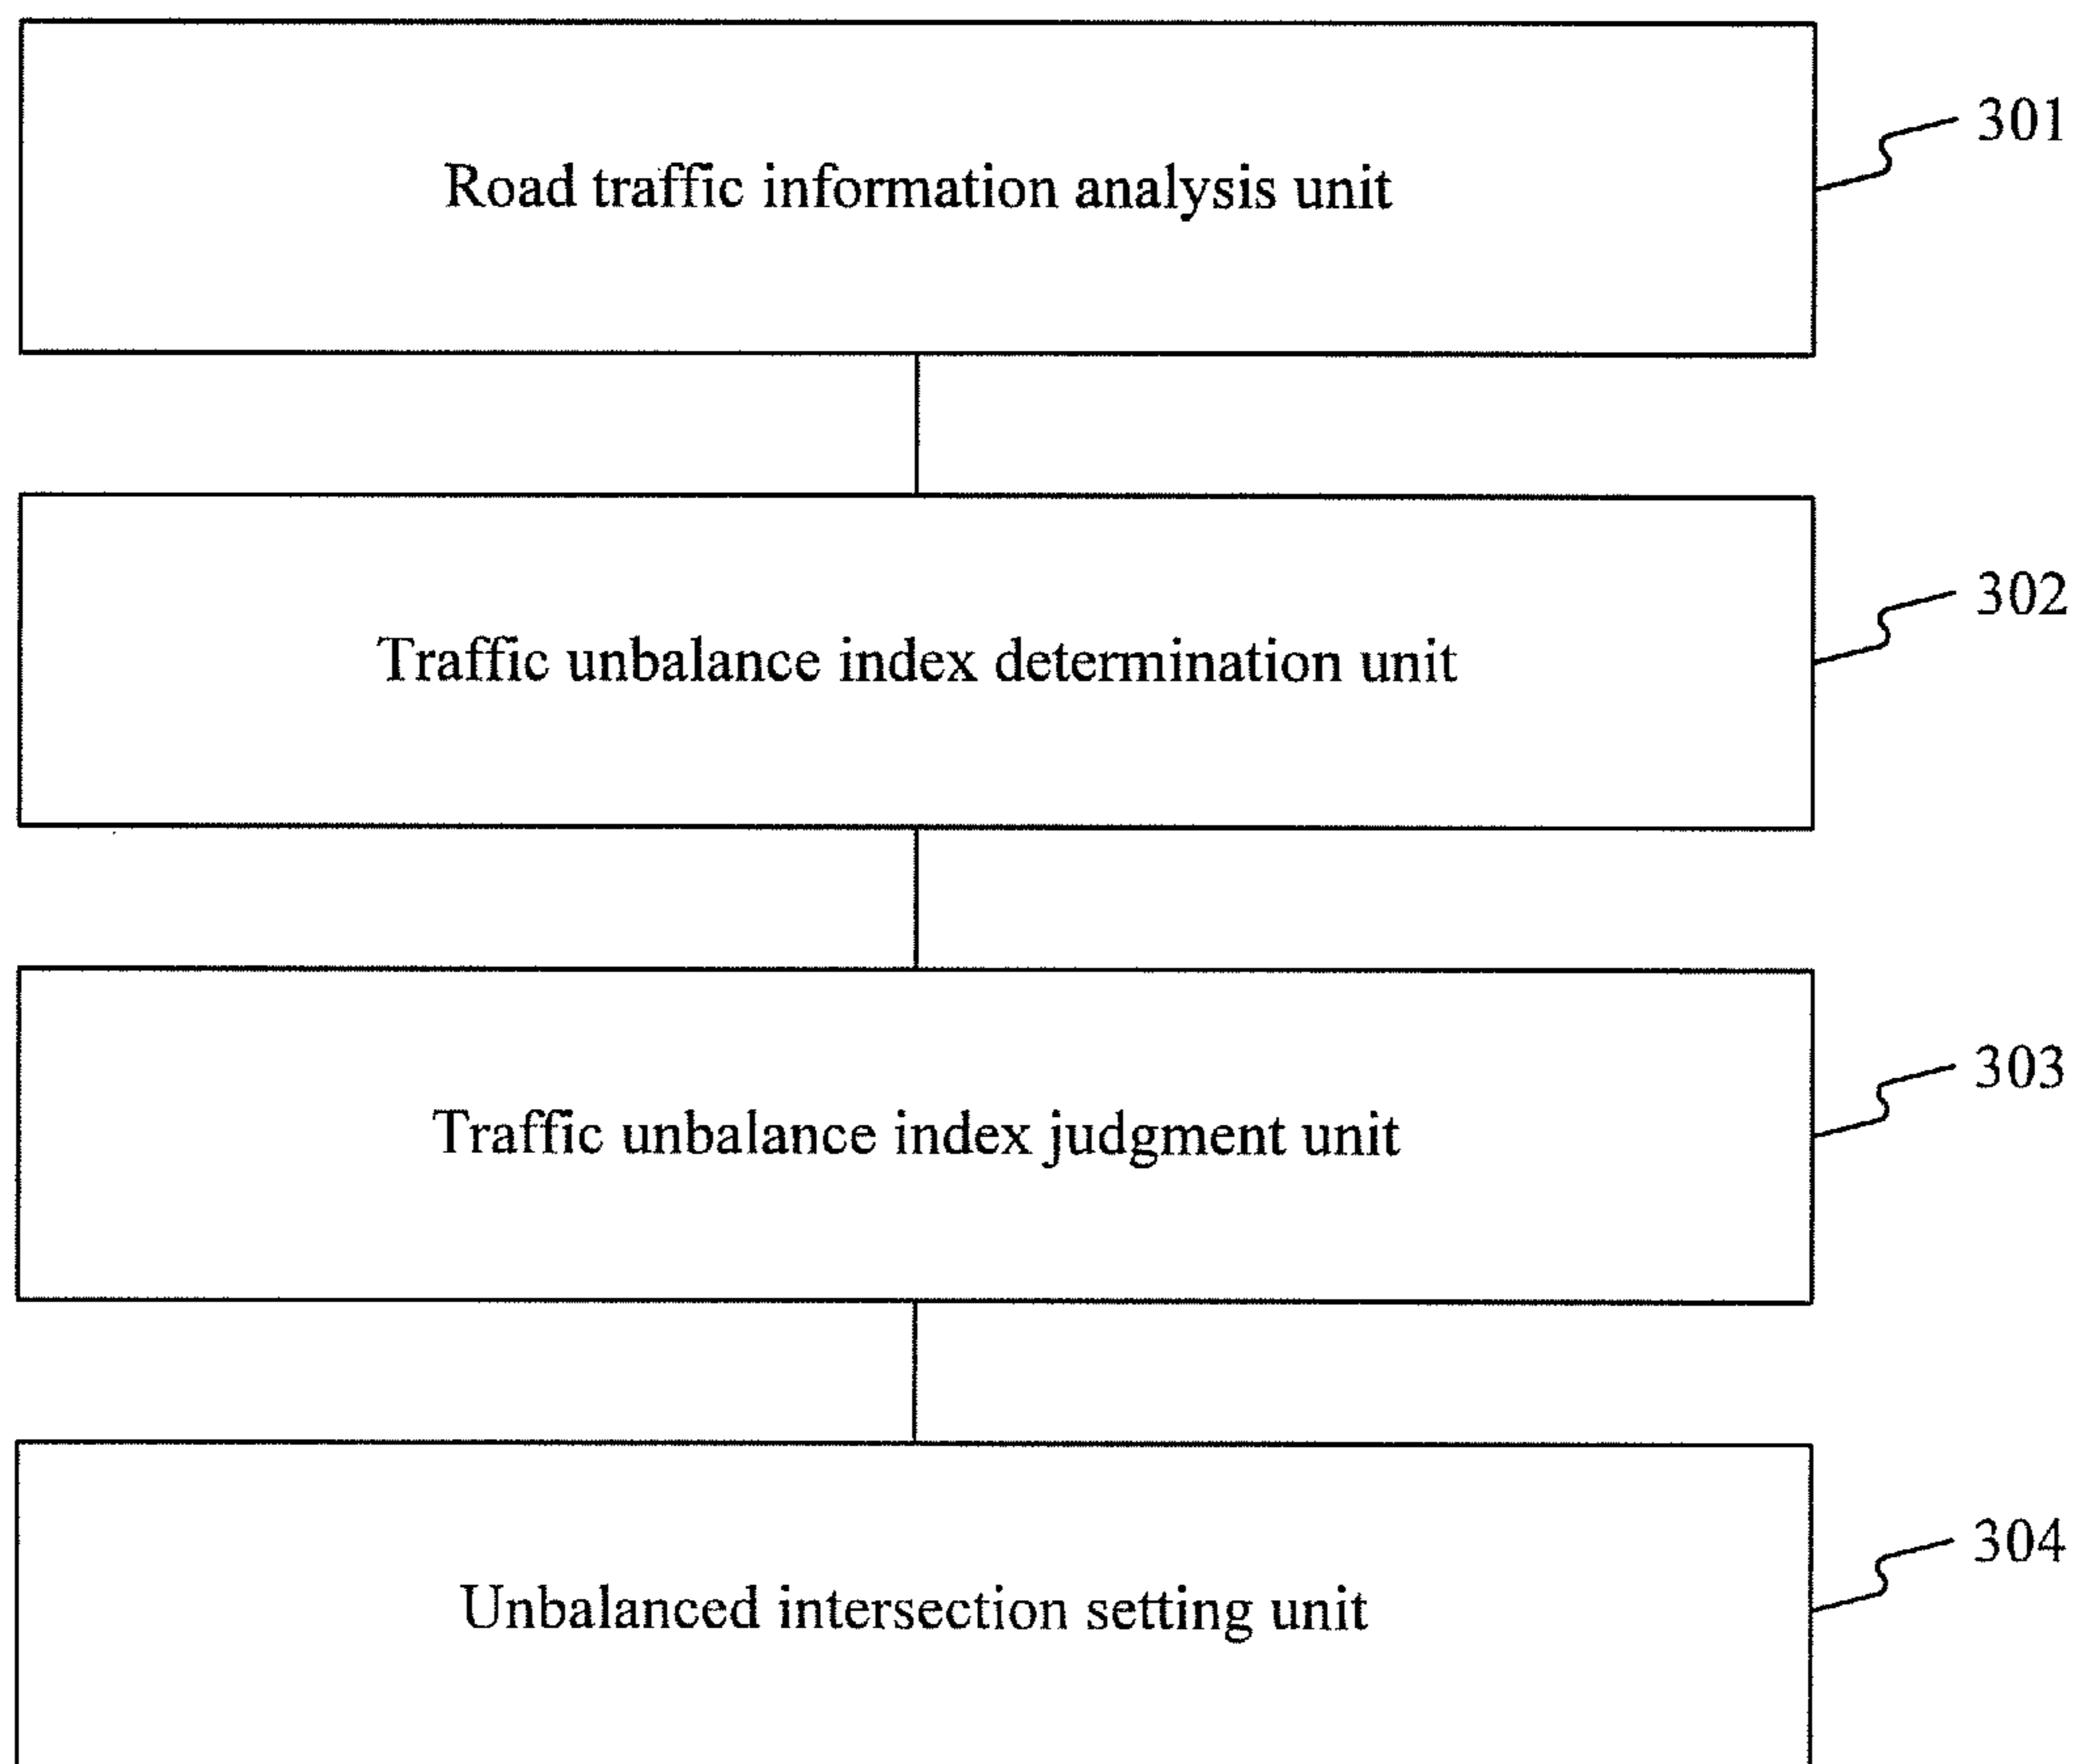 301
Road traffic information analysis unit
302
Traffic unbalance index determination unit
303
Traffic unbalance index judgment unit
304
Unbalanced intersection setting unit